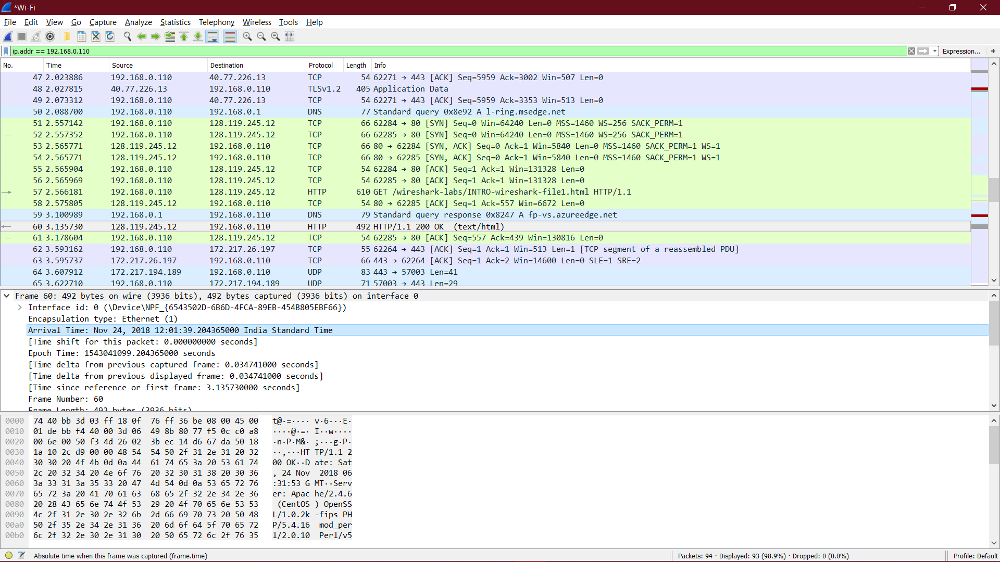 *Wi-Fi
File Edit View Go Capture Analyze Statistics Telephony Wireless Tools Help
ip.addr == 192.168.0.110 Expression... +
No. Time Source Destination Protocol Length Info
47 2.023886 192.168.0.110 40.77.226.13 TCP 54 62271 → 443 [ACK] Seq=5959 Ack=3002 Win=507 Len=0
48 2.027815 40.77.226.13 192.168.0.110 TLSv1.2 405 Application Data
49 2.073312 192.168.0.110 40.77.226.13 TCP 54 62271 → 443 [ACK] Seq=5959 Ack=3353 Win=513 Len=0
50 2.088700 192.168.0.110 192.168.0.1 DNS 77 Standard query 0x8e92 A l-ring.msedge.net
51 2.557142 192.168.0.110 128.119.245.12 TCP 66 62284 → 80 [SYN] Seq=0 Win=64240 Len=0 MSS=1460 WS=256 SACK_PERM=1
52 2.557352 192.168.0.110 128.119.245.12 TCP 66 62285 → 80 [SYN] Seq=0 Win=64240 Len=0 MSS=1460 WS=256 SACK_PERM=1
53 2.565771 128.119.245.12 192.168.0.110 TCP 66 80 → 62284 [SYN, ACK] Seq=0 Ack=1 Win=5840 Len=0 MSS=1460 SACK_PERM=1 WS=1
54 2.565771 128.119.245.12 192.168.0.110 TCP 66 80 → 62285 [SYN, ACK] Seq=0 Ack=1 Win=5840 Len=0 MSS=1460 SACK_PERM=1 WS=1
55 2.565904 192.168.0.110 128.119.245.12 TCP 54 62284 → 80 [ACK] Seq=1 Ack=1 Win=131328 Len=0
56 2.565969 192.168.0.110 128.119.245.12 TCP 54 62285 → 80 [ACK] Seq=1 Ack=1 Win=131328 Len=0
57 2.566181 192.168.0.110 128.119.245.12 HTTP 610 GET /wireshark-labs/INTRO-wireshark-file1.html HTTP/1.1
58 2.575805 128.119.245.12 192.168.0.110 TCP 54 80 → 62285 [ACK] Seq=1 Ack=557 Win=6672 Len=0
59 3.100989 192.168.0.1 192.168.0.110 DNS 79 Standard query response 0x8247 A fp-vs.azureedge.net
60 3.135730 128.119.245.12 192.168.0.110 HTTP 492 HTTP/1.1 200 OK (text/html)
61 3.178604 192.168.0.110 128.119.245.12 TCP 54 62285 → 80 [ACK] Seq=557 Ack=439 Win=130816 Len=0
62 3.593162 192.168.0.110 172.217.26.197 TCP 55 62264 → 443 [ACK] Seq=1 Ack=1 Win=513 Len=1 [TCP segment of a reassembled PDU]
63 3.595737 172.217.26.197 192.168.0.110 TCP 66 443 → 62264 [ACK] Seq=1 Ack=2 Win=14600 Len=0 SLE=1 SRE=2
64 3.607912 172.217.194.189 192.168.0.110 UDP 83 443 → 57003 Len=41
65 3.622710 192.168.0.110 172.217.194.189 UDP 71 57003 → 443 Len=29
Frame 60: 492 bytes on wire (3936 bits), 492 bytes captured (3936 bits) on interface 0
Interface id: 0 (\Device\NPF_{6543502D-6B6D-4FCA-89EB-454B805EBF66})
Encapsulation type: Ethernet (1)
Arrival Time: Nov 24, 2018 12:01:39.204365000 India Standard Time
[Time shift for this packet: 0.000000000 seconds]
Epoch Time: 1543041099.204365000 seconds
[Time delta from previous captured frame: 0.034741000 seconds]
[Time delta from previous displayed frame: 0.034741000 seconds]
[Time since reference or first frame: 3.135730000 seconds]
Frame Number: 60
Frame Length: 492 bytes (3936 bits)
0000 74 40 bb 3d 03 ff 18 0f 76 ff 36 be 08 00 45 00 t@·=···· v·6···E·
0010 01 de bb f4 40 00 3d 06 49 8b 80 77 f5 0c c0 a8 ····@·=· I··w····
0020 00 6e 00 50 f3 4d 26 02 3b ec 14 d6 67 da 50 18 ·n·P·M&· ;···g·P·
0030 1a 10 2c d9 00 00 48 54 54 50 2f 31 2e 31 20 32 ··,···HT TP/1.1 2
0040 30 30 20 4f 4b 0d 0a 44 61 74 65 3a 20 53 61 74 00 OK··D ate: Sat
0050 2c 20 32 34 20 4e 6f 76 20 32 30 31 38 20 30 36 , 24 Nov 2018 06
0060 3a 33 31 3a 35 33 20 47 4d 54 0d 0a 53 65 72 76 :31:53 G MT··Serv
0070 65 72 3a 20 41 70 61 63 68 65 2f 32 2e 34 2e 36 er: Apac he/2.4.6
0080 20 28 43 65 6e 74 4f 53 29 20 4f 70 65 6e 53 53 (CentOS ) OpenSS
0090 4c 2f 31 2e 30 2e 32 6b 2d 66 69 70 73 20 50 48 L/1.0.2k -fips PH
00a0 50 2f 35 2e 34 2e 31 36 20 6d 6f 64 5f 70 65 72 P/5.4.16 mod_per
00b0 6c 2f 32 2e 30 2e 31 30 20 50 65 72 6c 2f 76 35 l/2.0.10 Perl/v5
Absolute time when this frame was captured (frame.time) Packets: 94 · Displayed: 93 (98.9%) · Dropped: 0 (0.0%) Profile: Default